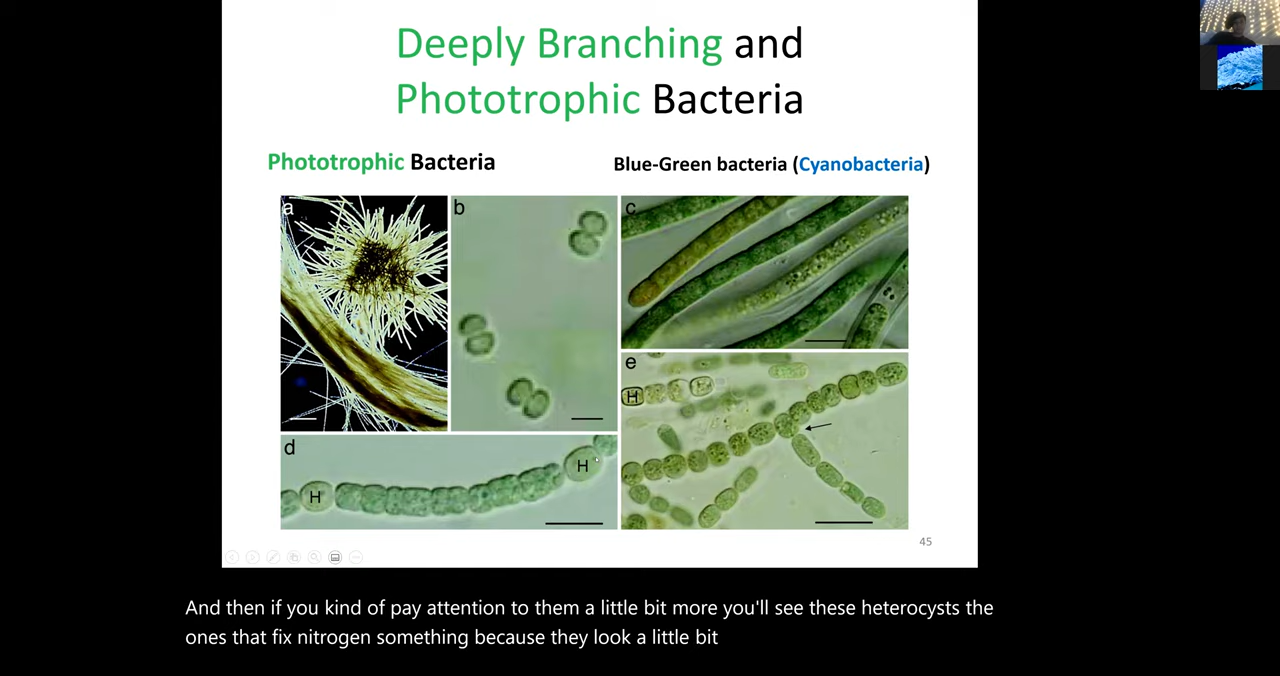 Deeply Branching and
Phototrophic Bacteria
Phototrophic Bacteria
Blue-Green bacteria (Cyanobacteria)
a
b
c
d
H
H
e
H
45
And then if you kind of pay attention to them a little bit more you'll see these heterocysts the
ones that fix nitrogen something because they look a little bit